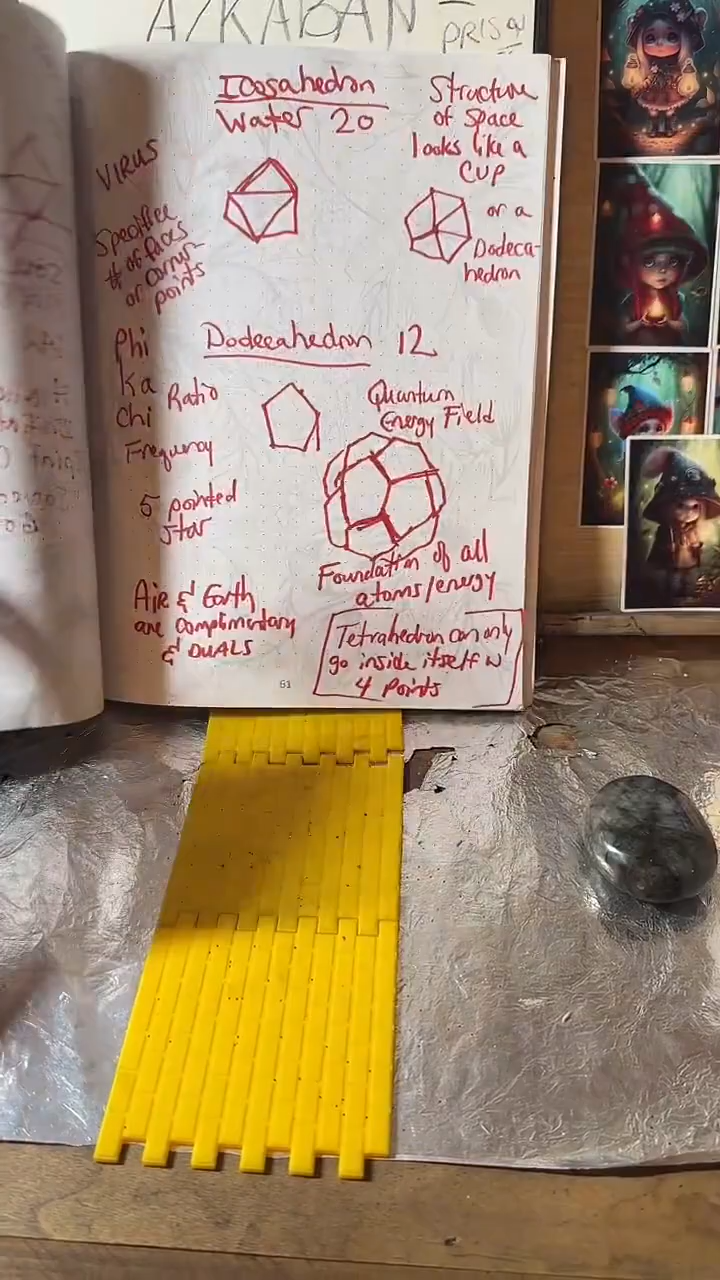 AZKABAN
PRISON
Icosahedron
Water 20
Structure
of space
looks like a
cup
or a
Dodeca-
hedron
VIRUS
Specifice
# of faces
or
points
Dodecahedron 12
Phi
Ka
Chi Ratio
Frequency
5 pointed
star
Quantum
Energy Field
Foundation of all
atoms/energy
Air & Earth
are complimentary
& DUALS
Tetrahedron can only
go inside itself w
4 points
61